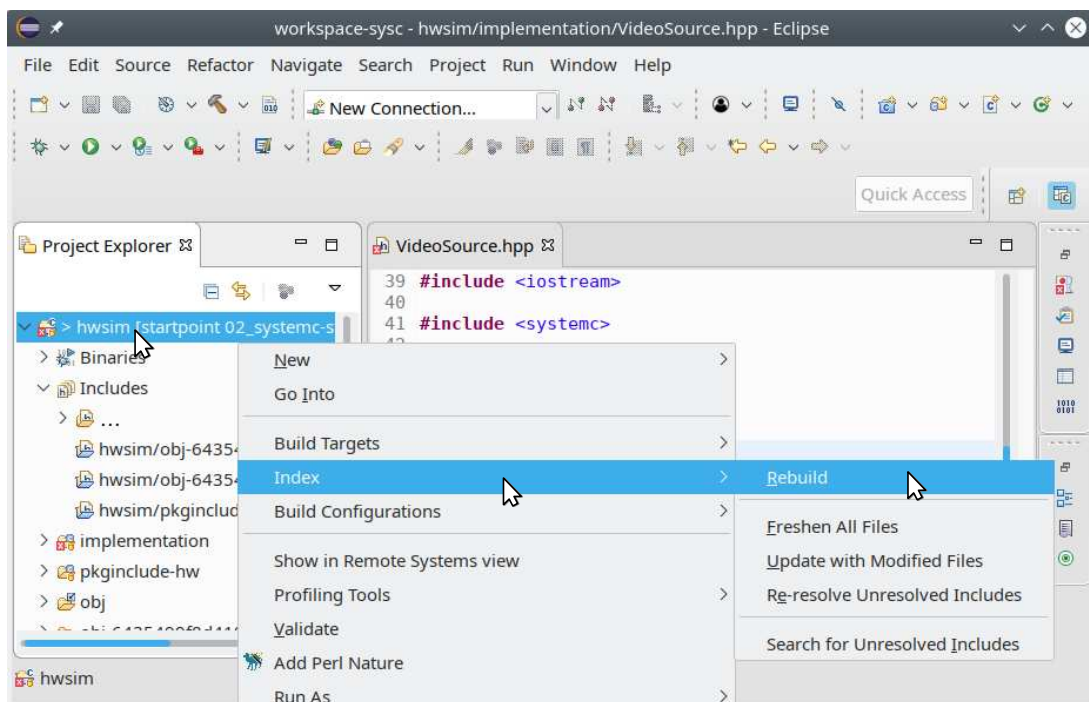 workspace-sysc - hwsim/implementation/VideoSource.hpp - Eclipse
File Edit Source Refactor Navigate Search Project Run Window Help
010
New Connection...
Quick Access
Project Explorer
VideoSource.hpp
39 #include <iostream>
40
41 #include <systemc>
> hwsim [startpoint 02_systemc-s
Binaries
Includes
...
hwsim/obj-6435
hwsim/obj-6435
hwsim/pkginclud
implementation
pkginclude-hw
obj
New
Go Into
Build Targets
Index
Build Configurations
Show in Remote Systems view
Profiling Tools
Validate
Add Perl Nature
Run As
Rebuild
Freshen All Files
Update with Modified Files
Re-resolve Unresolved Includes
Search for Unresolved Includes
1010
0101
hwsim